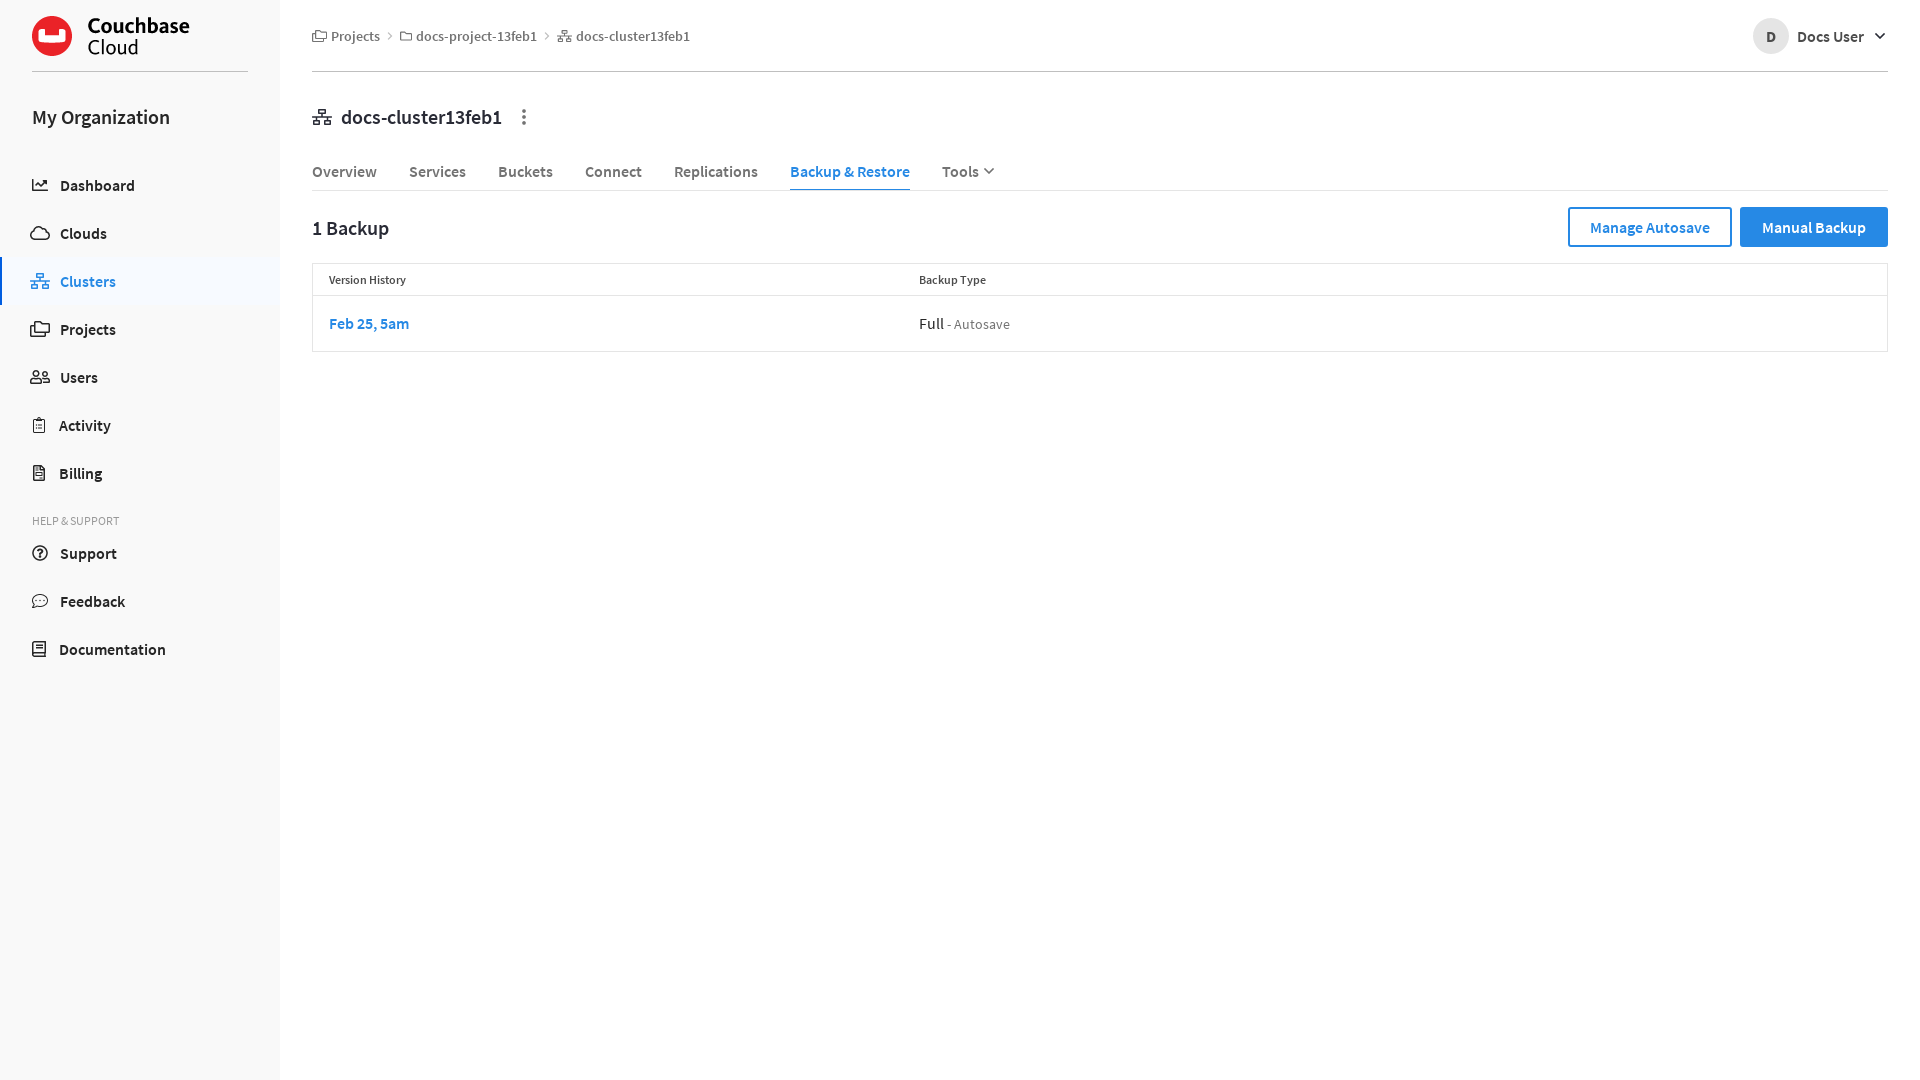 Couchbase
Cloud
Projects
docs-project-13feb1
docs-cluster13feb1
D
Docs User
My Organization
docs-cluster13feb1
Overview
Services
Buckets
Connect
Replications
Backup & Restore
Tools
1 Backup
Manage Autosave
Manual Backup
Version History
Backup Type
Feb 25, 5am
Full - Autosave
Dashboard
Clouds
Clusters
Projects
Users
Activity
Billing
HELP & SUPPORT
Support
Feedback
Documentation